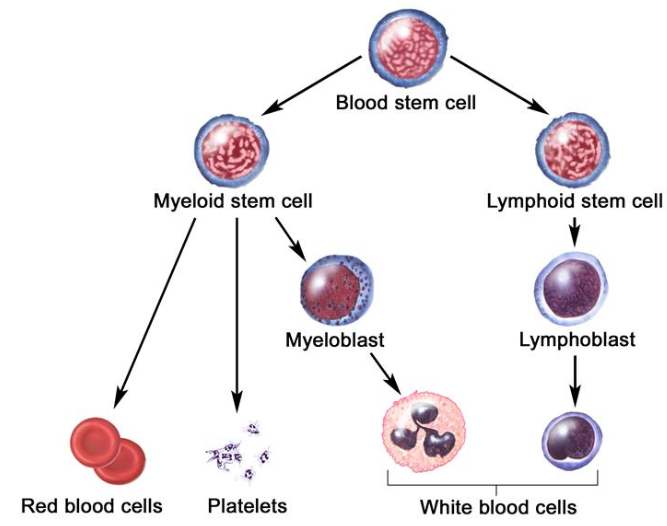 Blood stem cell
Myeloid stem cell
Lymphoid stem cell
Myeloblast
Lymphoblast
Red blood cells
Platelets
White blood cells